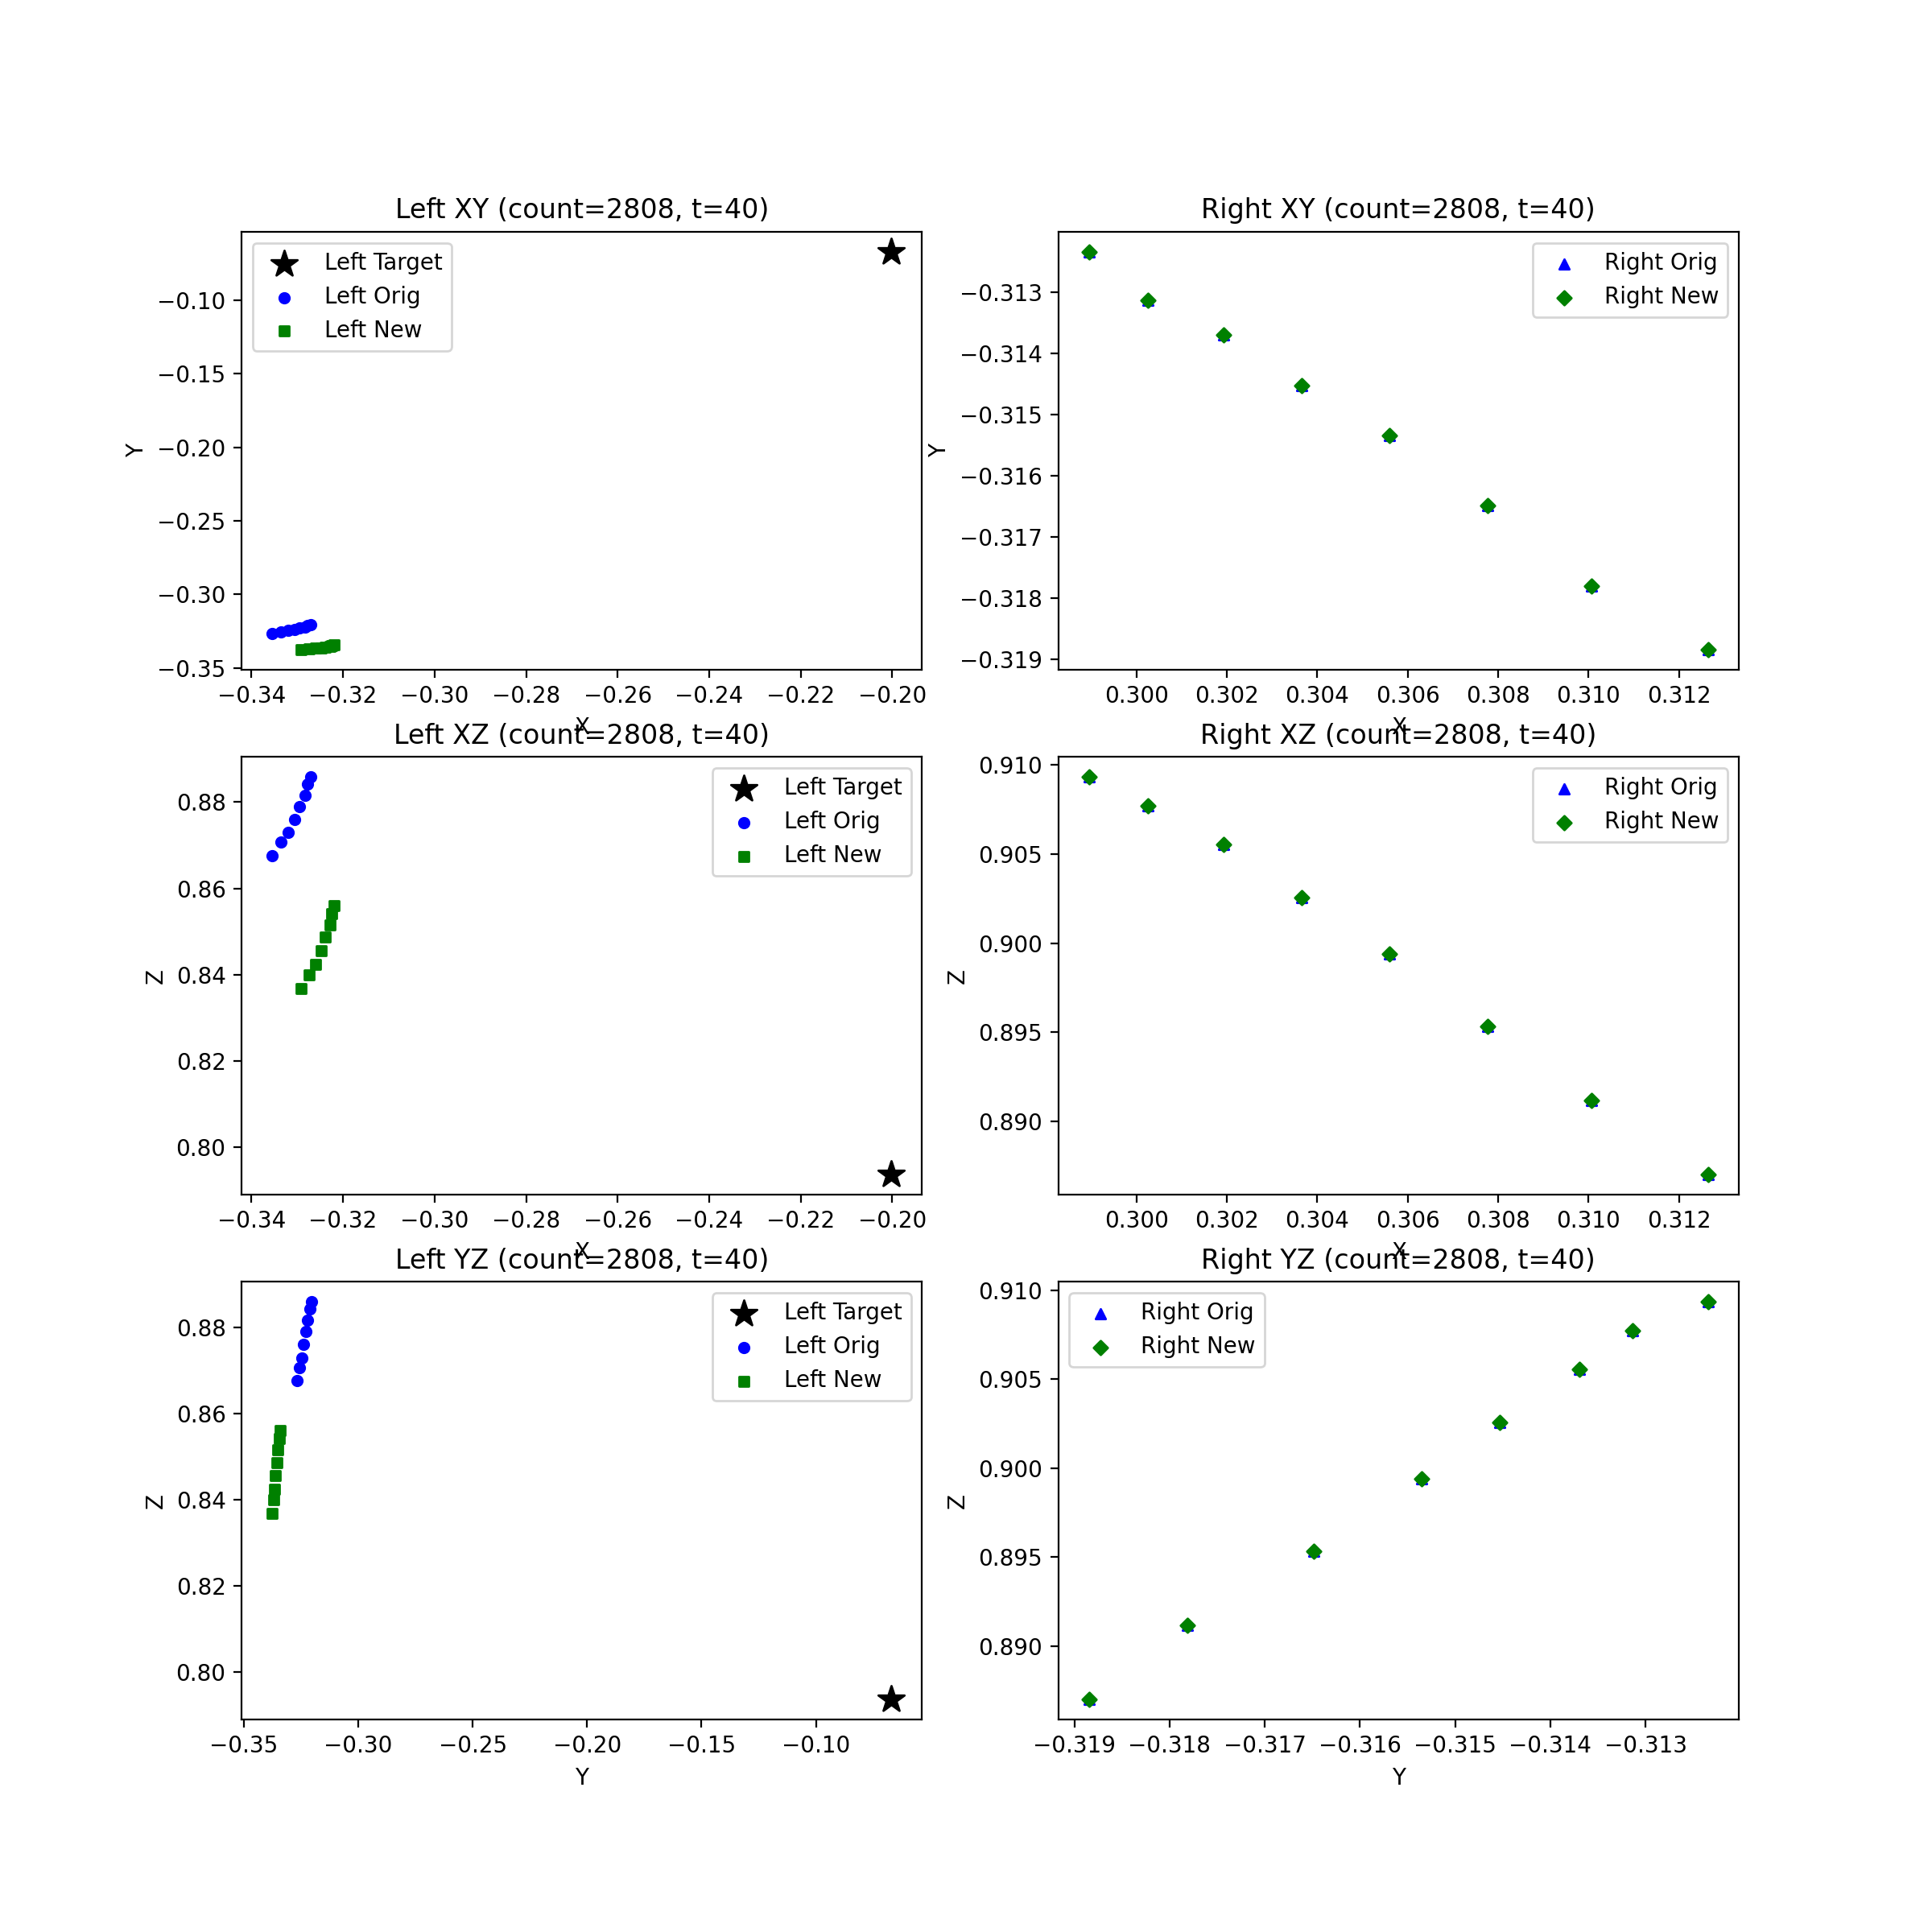 Left XY (count=2808, t=40)
Left Target
Left Orig
Left New
Y
−0.10
−0.15
−0.20
−0.25
−0.30
−0.35
−0.34 −0.32 −0.30 −0.28 −0.26 −0.24 −0.22 −0.20
X
Right XY (count=2808, t=40)
Right Orig
Right New
Y
−0.313
−0.314
−0.315
−0.316
−0.317
−0.318
−0.319
0.300 0.302 0.304 0.306 0.308 0.310 0.312
X
Left XZ (count=2808, t=40)
Left Target
Left Orig
Left New
Z
0.88
0.86
0.84
0.82
0.80
−0.34 −0.32 −0.30 −0.28 −0.26 −0.24 −0.22 −0.20
X
Right XZ (count=2808, t=40)
Right Orig
Right New
Z
0.910
0.905
0.900
0.895
0.890
0.300 0.302 0.304 0.306 0.308 0.310 0.312
X
Left YZ (count=2808, t=40)
Left Target
Left Orig
Left New
Z
0.88
0.86
0.84
0.82
0.80
−0.35 −0.30 −0.25 −0.20 −0.15 −0.10
Y
Right YZ (count=2808, t=40)
Right Orig
Right New
Z
0.910
0.905
0.900
0.895
0.890
−0.319 −0.318 −0.317 −0.316 −0.315 −0.314 −0.313
Y